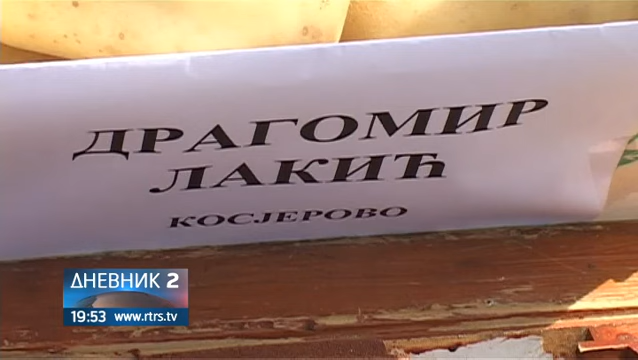 ДРАГОМИР
ЛАКИЋ
КОСЈЕРОВО
ДНЕВНИК 2
19:53 www.rtrs.tv